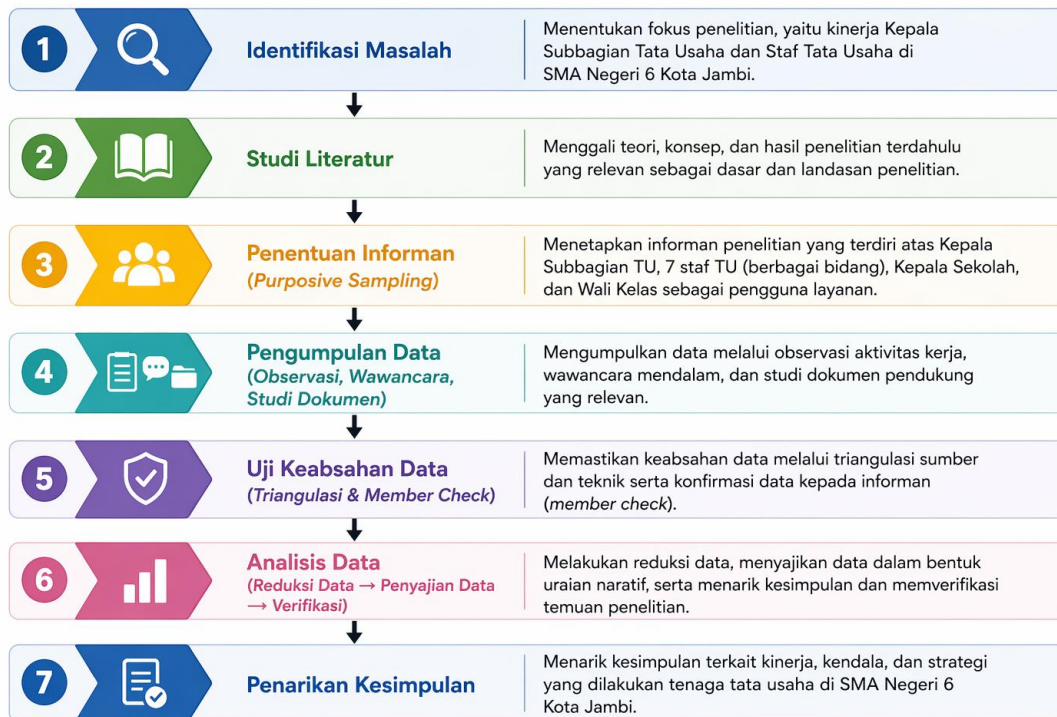 1
Identifikasi Masalah
Menentukan fokus penelitian, yaitu kinerja Kepala
Subbagian Tata Usaha dan Staf Tata Usaha di
SMA Negeri 6 Kota Jambi.
2
Studi Literatur
Menggali teori, konsep, dan hasil penelitian terdahulu
yang relevan sebagai dasar dan landasan penelitian.
3
Penentuan Informan
(Purposive Sampling)
Menetapkan informan penelitian yang terdiri atas Kepala
Subbagian TU, 7 staf TU (berbagai bidang), Kepala Sekolah,
dan Wali Kelas sebagai pengguna layanan.
4
Pengumpulan Data
(Observasi, Wawancara,
Studi Dokumen)
Mengumpulkan data melalui observasi aktivitas kerja,
wawancara mendalam, dan studi dokumen pendukung
yang relevan.
5
Uji Keabsahan Data
(Triangulasi & Member Check)
Memastikan keabsahan data melalui triangulasi sumber
dan teknik serta konfirmasi data kepada informan
(member check).
6
Analisis Data
(Reduksi Data → Penyajian Data
→ Verifikasi)
Melakukan reduksi data, menyajikan data dalam bentuk
uraian naratif, serta menarik kesimpulan dan memverifikasi
temuan penelitian.
7
Penarikan Kesimpulan
Menarik kesimpulan terkait kinerja, kendala, dan strategi
yang dilakukan tenaga tata usaha di SMA Negeri 6
Kota Jambi.